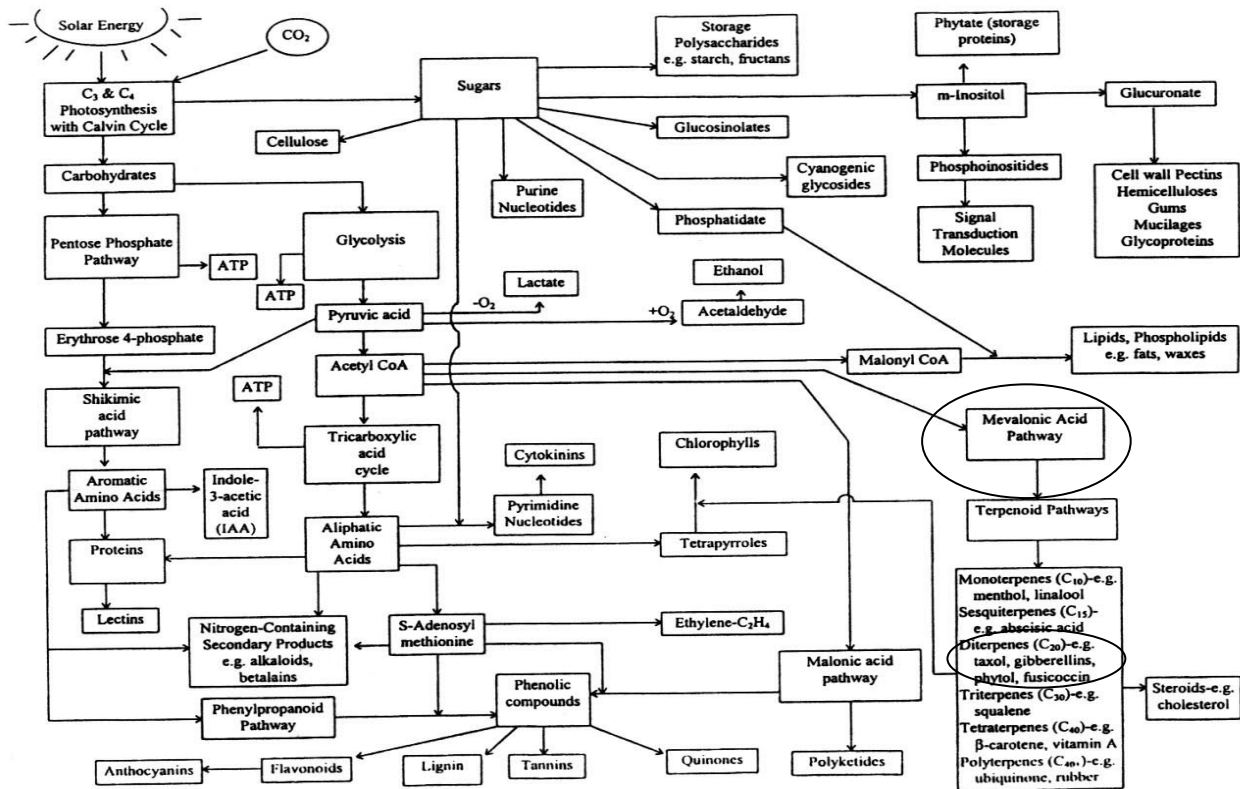 Solar Energy
CO₂
C₃ & C₄
Photosynthesis
with Calvin Cycle
Sugars
Storage
Polysaccharides
e.g. starch, fructans
Phytate (storage
proteins)
m-Inositol
Glucuronate
Cellulose
Glucosinolates
Carbohydrates
Purine
Nucleotides
Cyanogenic
glycosides
Phosphoinositides
Cell wall Pectins
Hemicelluloses
Gums
Mucilages
Glycoproteins
Phosphatidate
Signal
Transduction
Molecules
Pentose Phosphate
Pathway
ATP
Glycolysis
ATP
Lactate
Ethanol
-O₂
+O₂
Acetaldehyde
Pyruvic acid
Erythrose 4-phosphate
Acetyl CoA
Malonyl CoA
Lipids, Phospholipids
e.g. fats, waxes
ATP
Shikimic
acid
pathway
Tricarboxylic
acid
cycle
Mevalonic Acid
Pathway
Chlorophylls
Cytokinins
Aromatic
Amino Acids
Indole-
3-acetic
acid
(IAA)
Pyrimidine
Nucleotides
Terpenoid Pathways
Aliphatic
Amino
Acids
Tetrapyrroles
Proteins
Lectins
Monoterpenes (C₁₀)-e.g.
menthol, linalool
Sesquiterpenes (C₁₅)-
e.g. abscisic acid
Diterpenes (C₂₀)-e.g.
taxol, gibberellins,
phytol, fusicoccin
Triterpenes (C₃₀)-e.g.
squalene
Tetraterpenes (C₄₀)-e.g.
β-carotene, vitamin A
Polyterpenes (C₄₀₊)-e.g.
ubiquinone, rubber
Nitrogen-Containing
Secondary Products
e.g. alkaloids,
betalains
S-Adenosyl
methionine
Ethylene-C₂H₄
Malonic acid
pathway
Steroids-e.g.
cholesterol
Phenolic
compounds
Phenylpropanoid
Pathway
Anthocyanins
Flavonoids
Lignin
Tannins
Quinones
Polyketides